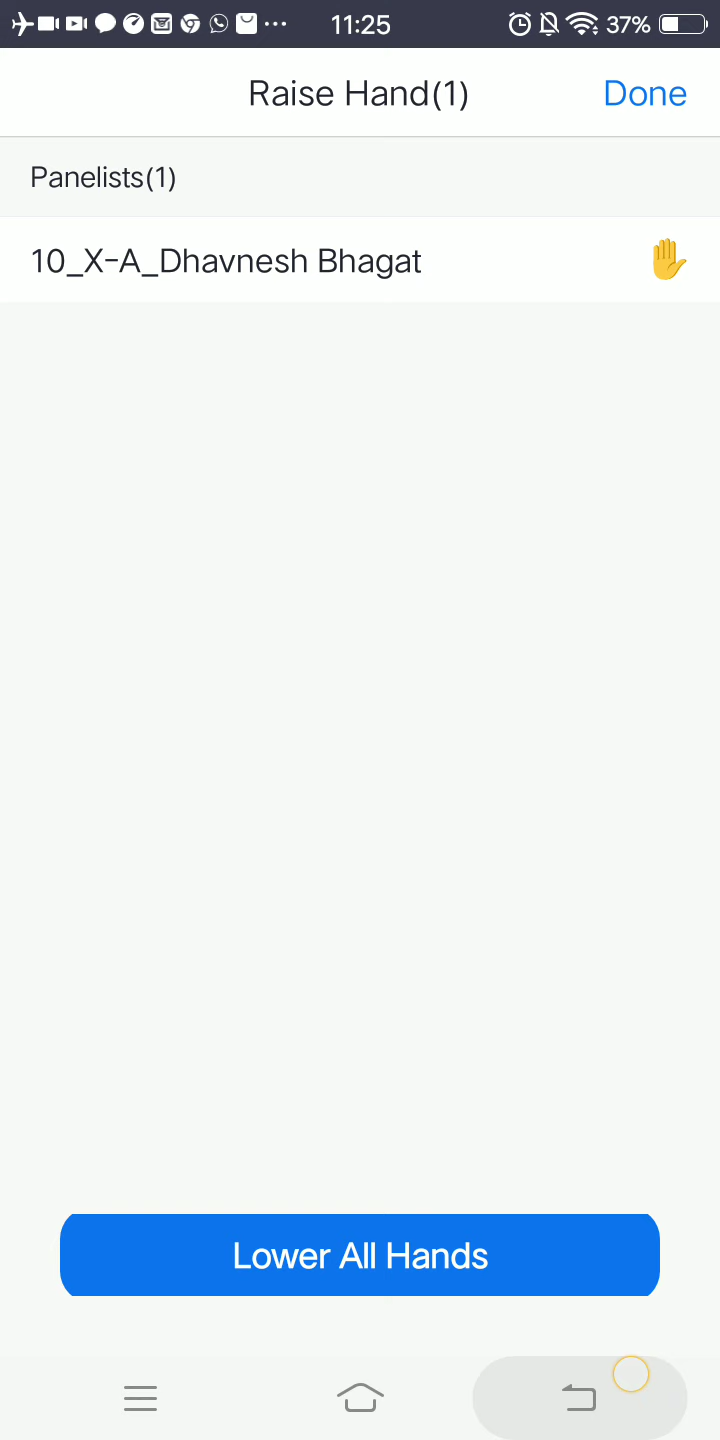 11:25
37%
Raise Hand(1)
Done
Panelists(1)
10_X-A_Dhavnesh Bhagat
Lower All Hands